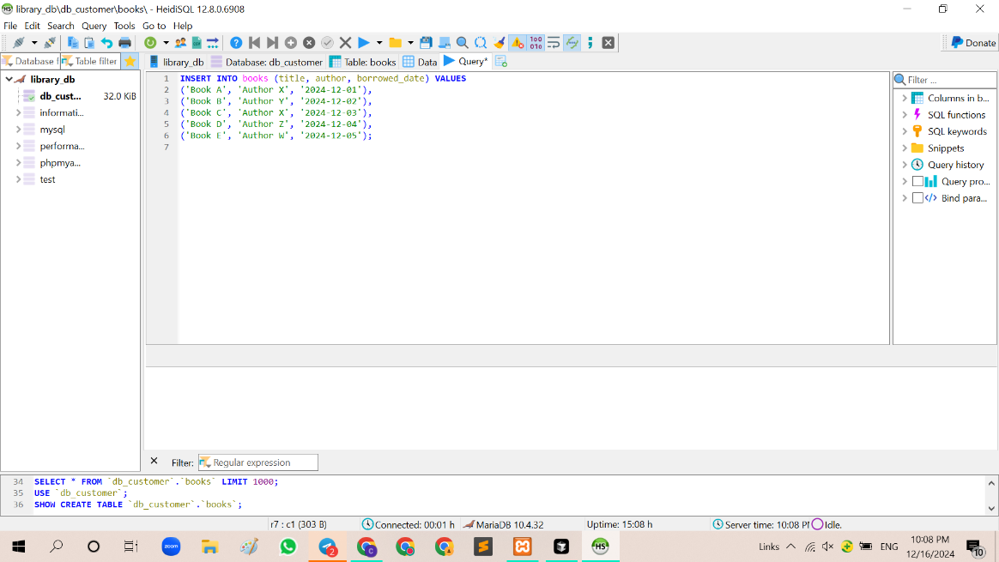 library_db\db_customer\books\ - HeidiSQL 12.8.0.6908
File Edit Search Query Tools Go to Help
Donate
Database f Table filter
library_db Database: db_customer Table: books Data Query*
library_db
db_cust... 32.0 KiB
informati...
mysql
performa...
phpmya...
test
1 INSERT INTO books (title, author, borrowed_date) VALUES
2 ('Book A', 'Author X', '2024-12-01'),
3 ('Book B', 'Author Y', '2024-12-02'),
4 ('Book C', 'Author X', '2024-12-03'),
5 ('Book D', 'Author Z', '2024-12-04'),
6 ('Book E', 'Author W', '2024-12-05');
7
Filter ...
Columns in b...
SQL functions
SQL keywords
Snippets
Query history
Query pro...
Bind para...
Filter: Regular expression
34 SELECT * FROM `db_customer`.`books` LIMIT 1000;
35 USE `db_customer`;
36 SHOW CREATE TABLE `db_customer`.`books`;
r7 : c1 (303 B) Connected: 00:01 h MariaDB 10.4.32 Uptime: 15:08 h Server time: 10:08 PM Idle.
zoom 2 C HS Links ENG 10:08 PM
12/16/2024 10